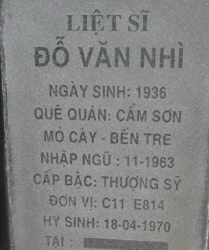 LIỆT SĨ
ĐỖ VĂN NHÌ
NGÀY SINH: 1936
QUÊ QUÁN: CẨM SƠN
MỎ CÀY - BẾN TRE
NHẬP NGŨ : 11-1963
CẤP BẬC: THƯỢNG SỸ
ĐƠN VỊ: C11 E814
HY SINH: 18-04-1970
TẠI :